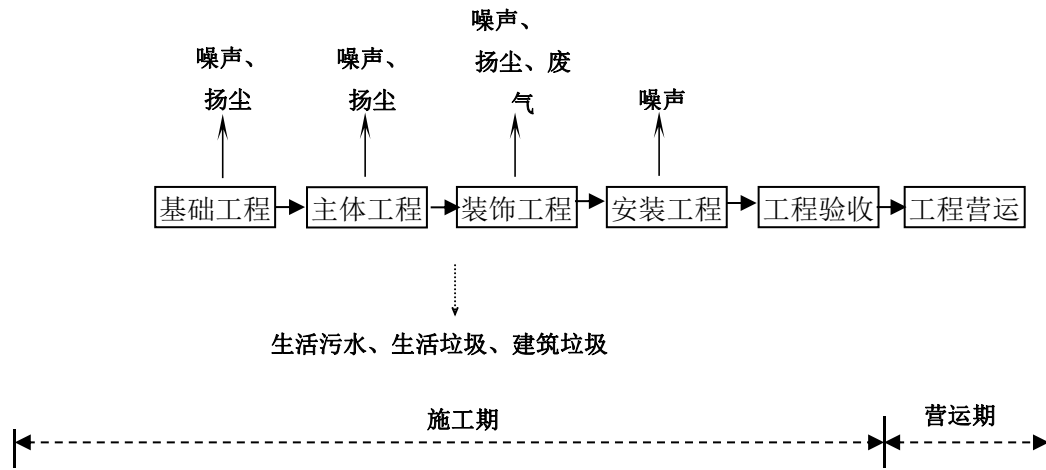 噪声、
扬尘、废
气
噪声、
扬尘
噪声、
扬尘
噪声
基础工程
主体工程
装饰工程
安装工程
工程验收
工程营运
生活污水、生活垃圾、建筑垃圾
施工期
营运期